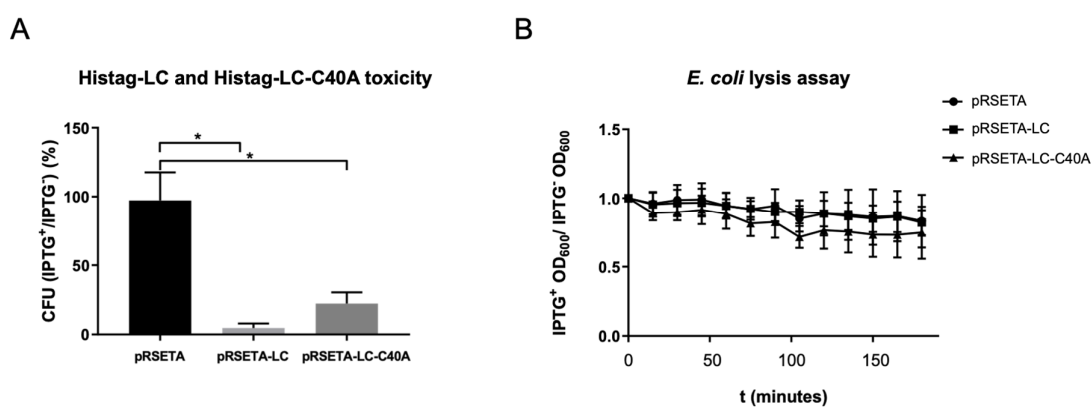 A
Histag-LC and Histag-LC-C40A toxicity
CFU (IPTG⁺/IPTG⁻) (%)
150
100
50
0
*
*
pRSETA
pRSETA-LC
pRSETA-LC-C40A
B
E. coli lysis assay
IPTG⁺ OD₆₀₀/ IPTG⁻ OD₆₀₀
1.5
1.0
0.5
0.0
0
50
100
150
t (minutes)
pRSETA
pRSETA-LC
pRSETA-LC-C40A